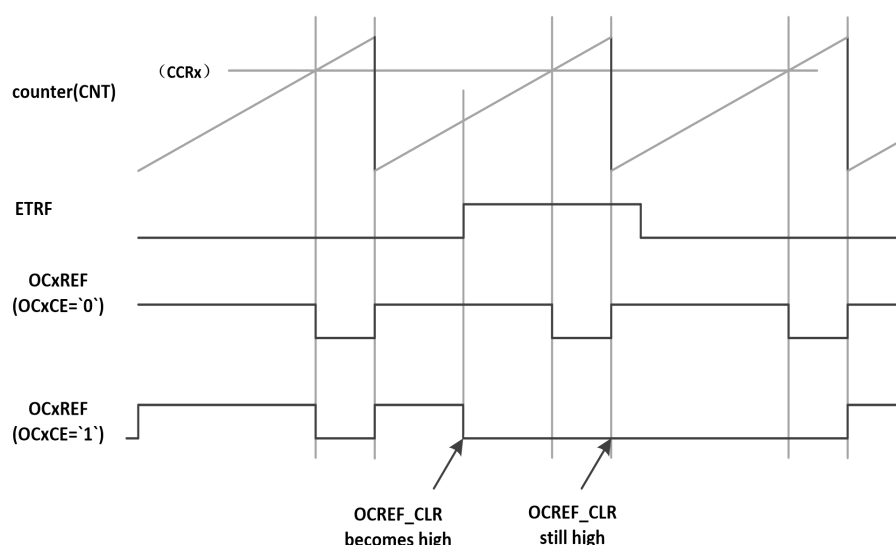 （CCRx）
counter(CNT)
ETRF
OCxREF
(OCxCE=`0`)
OCxREF
(OCxCE=`1`)
OCREF_CLR
becomes high
OCREF_CLR
still high